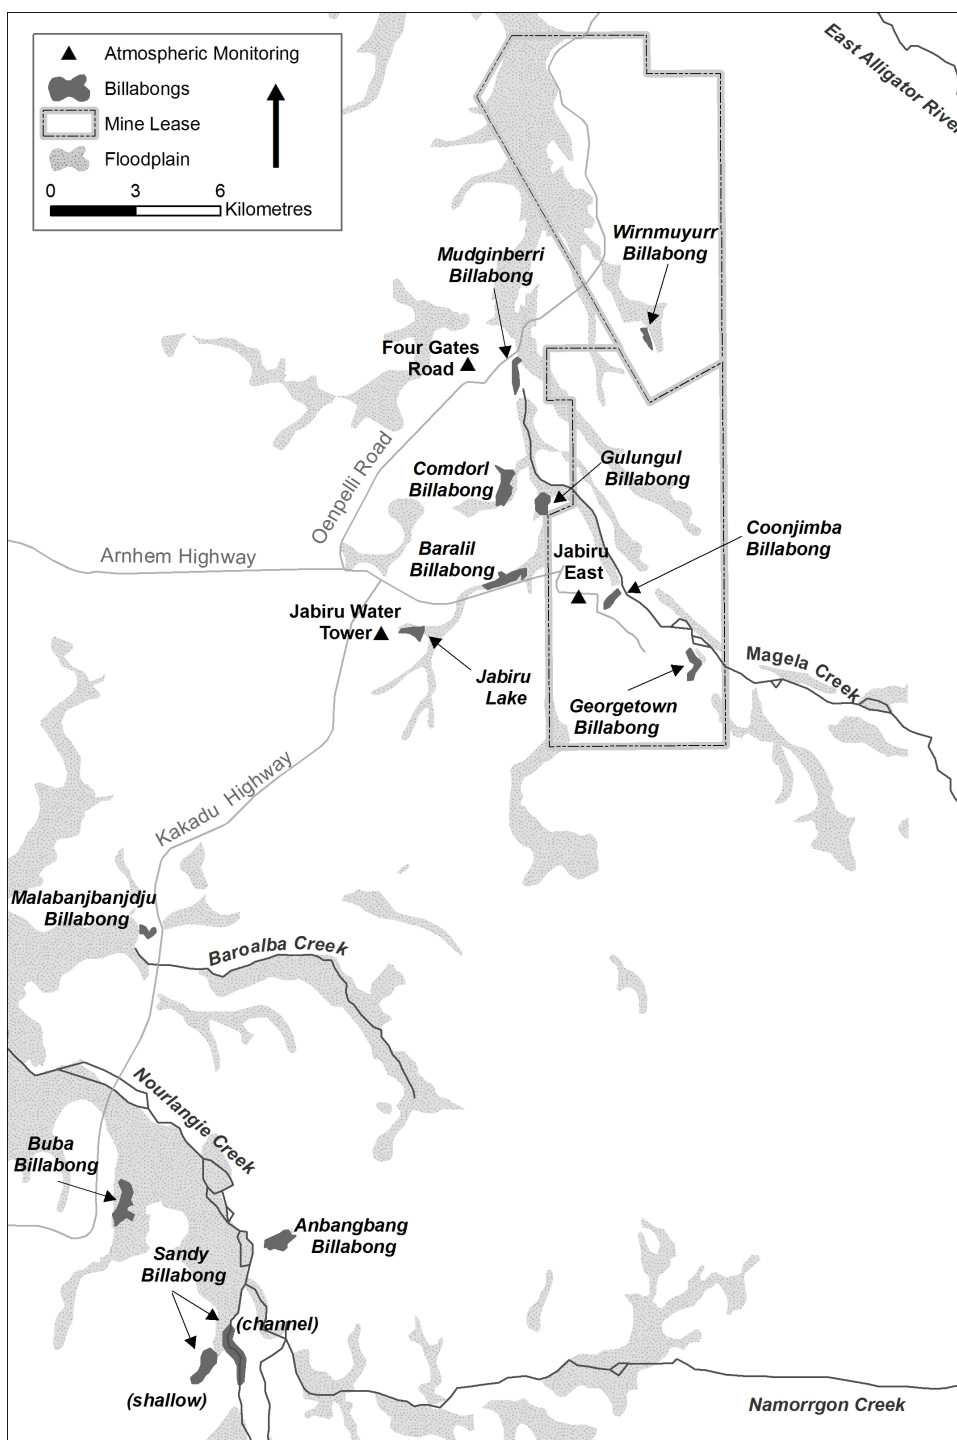 Atmospheric Monitoring
Billabongs
Mine Lease
Floodplain
0 3 6
Kilometres
East Alligator River
Wirnmuyurr
Billabong
Mudginberri
Billabong
Four Gates
Road
Oenpelli Road
Comdorl
Billabong
Gulungul
Billabong
Coonjimba
Billabong
Arnhem Highway
Baralil
Billabong
Jabiru
East
Jabiru Water
Tower
Jabiru
Lake
Magela Creek
Georgetown
Billabong
Kakadu Highway
Malabanjbanjdju
Billabong
Baroalba Creek
Nourlangie Creek
Buba
Billabong
Anbangbang
Billabong
Sandy
Billabong
(channel)
(shallow)
Namorrgon Creek